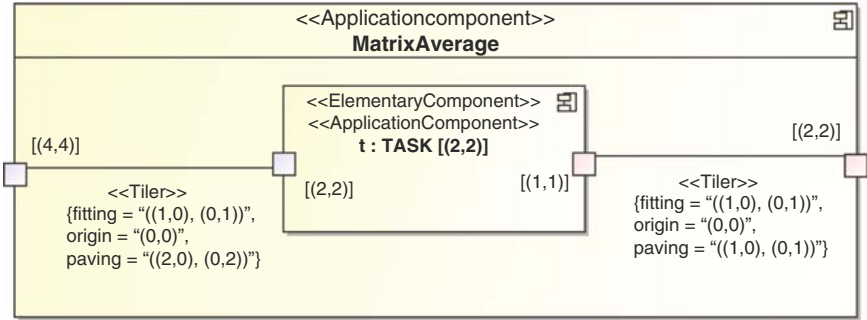 <<Applicationcomponent>>
MatrixAverage
<<ElementaryComponent>>
<<ApplicationComponent>>
t : TASK [(2,2)]
[(4,4)]
[(2,2)]
[(2,2)]
[(1,1)]
<<Tiler>>
{fitting = “((1,0), (0,1))”,
origin = “(0,0)”,
paving = “((2,0), (0,2))”}
<<Tiler>>
{fitting = “((1,0), (0,1))”,
origin = “(0,0)”,
paving = “((1,0), (0,1))”}